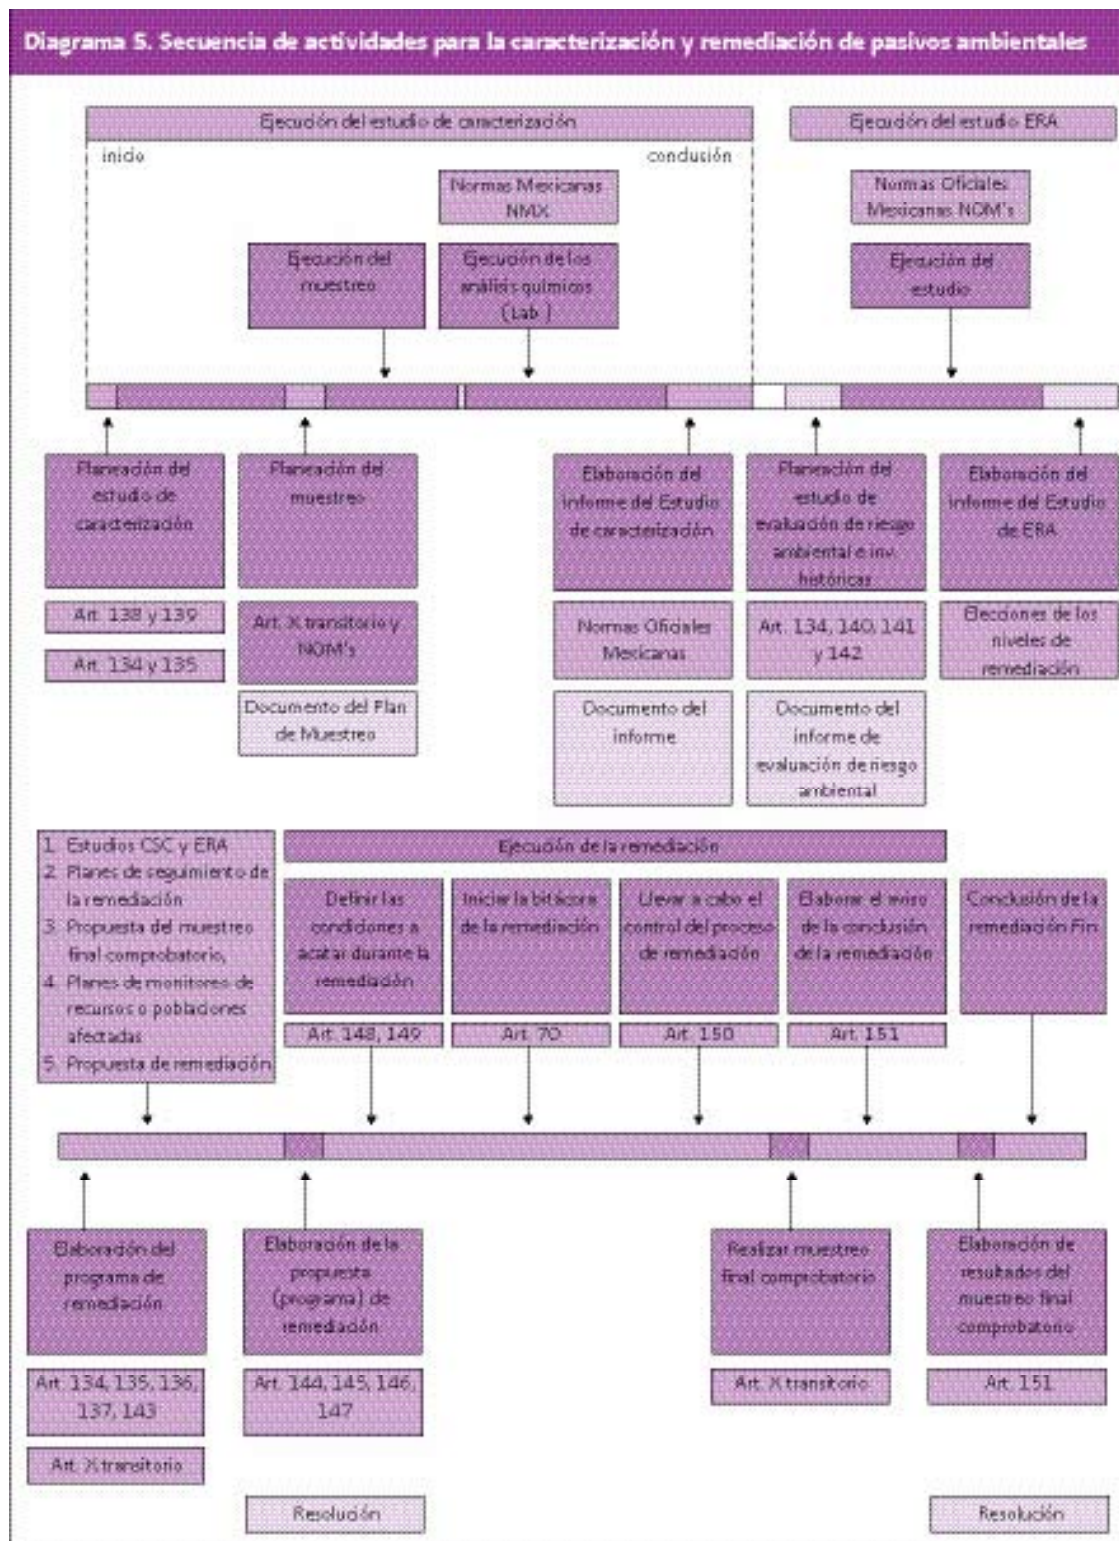 Diagrama 5. Secuencia de actividades para la caracterización y remediación de pasivos ambientales
Ejecución del estudio de caracterización
Ejecución del estudio ERA
inicio
conclusión
Normas Mexicanas
NMX
Normas Oficiales
Mexicanas NOM's
Ejecución del
muestreo
Ejecución de los
análisis químicos
(Lab.)
Ejecución del
estudio
Planeación del
estudio de
caracterización
Art. 138 y 139
Art. 134 y 135
Planeación del
muestreo
Art. X transitorio y
NOM's
Documento del Plan
de Muestreo
Elaboración del
informe del Estudio
de caracterización
Normas Oficiales
Mexicanas
Documento del
informe
Planeación del
estudio de
evaluación de riesgo
ambiental e inv.
históricas
Art. 134, 140, 141
y 142
Documento del
informe de
evaluación de riesgo
ambiental
Elaboración del
informe del Estudio
de ERA
Elecciones de los
niveles de
remediación
1. Estudios CSC y ERA
2. Planes de seguimiento de
la remediación
3. Propuesta del muestreo
final comprobatorio,
4. Planes de monitoreo de
recursos o poblaciones
afectadas
5. Propuesta de remediación
Ejecución de la remediación
Definir las
condiciones a
acatar durante la
remediación
Art. 148, 149
Iniciar la bitácora
de la remediación
Art. 70
Llevar a cabo el
control del proceso
de remediación
Art. 150
Elaborar el aviso
de la conclusión
de la remediación
Art. 151
Conclusión de la
remediación Fin
Elaboración del
programa de
remediación
Art. 134, 135, 136,
137, 143
Art. X transitorio
Elaboración de la
propuesta
(programa) de
remediación
Art. 144, 145, 146,
147
Resolución
Realizar muestreo
final comprobatorio
Art. X transitorio
Elaboración de
resultados del
muestreo final
comprobatorio
Art. 151
Resolución